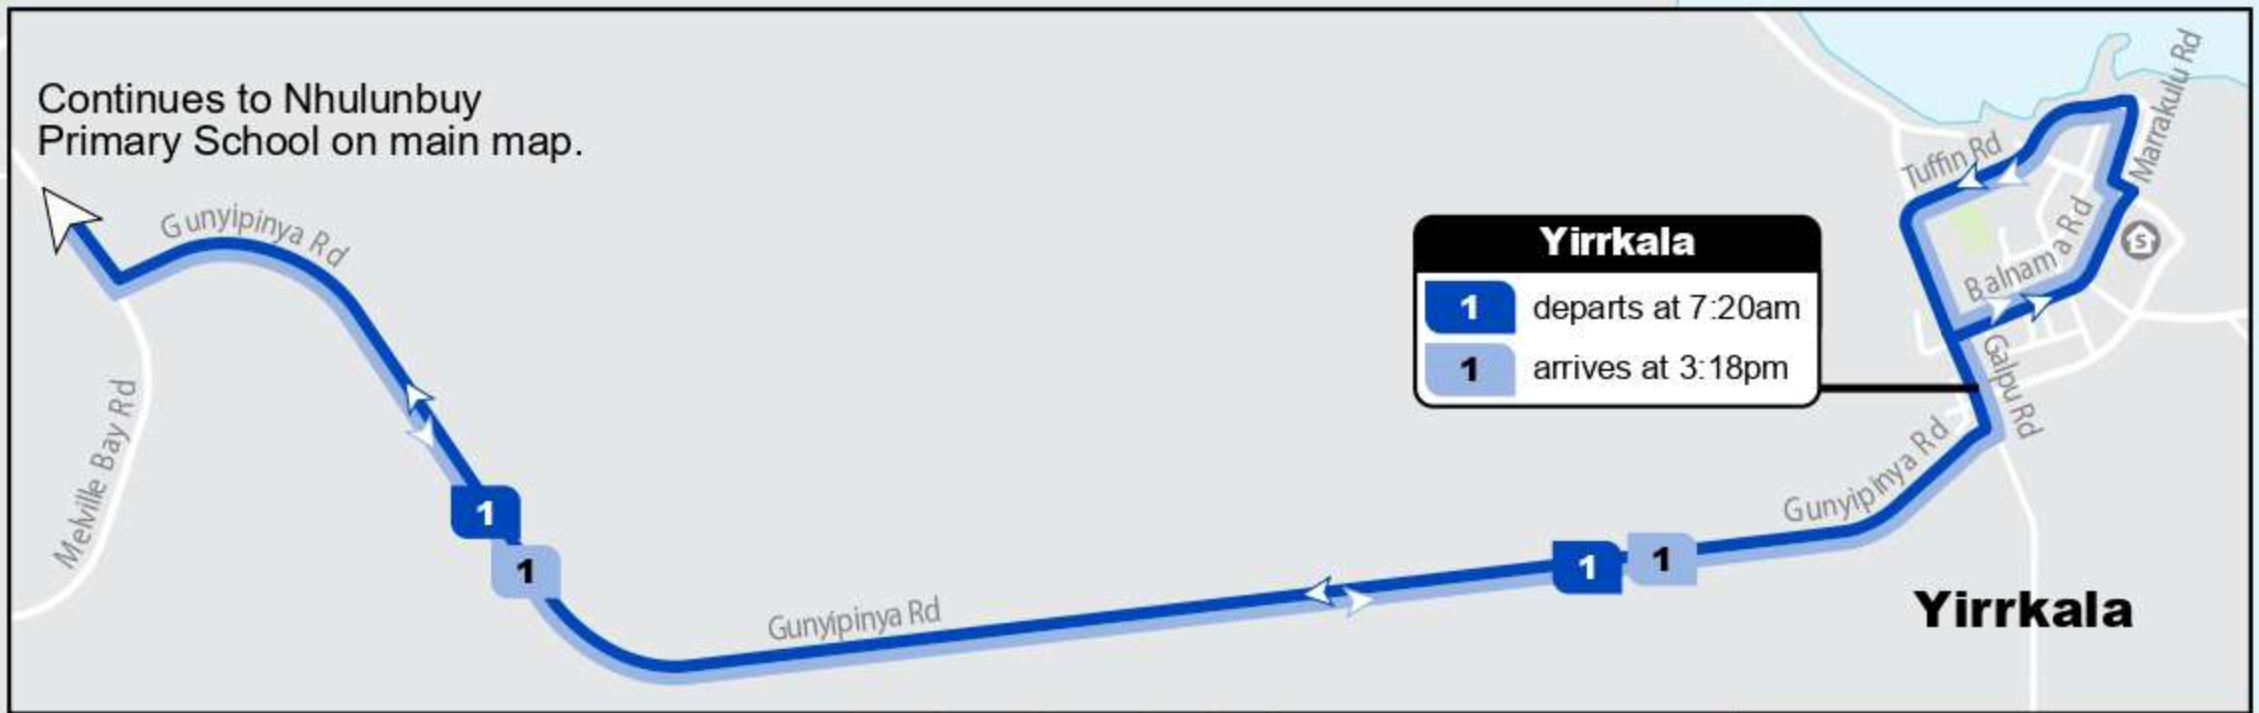 Continues to Nhulunbuy
Primary School on main map.
Gunyipinya Rd
Melville Bay Rd
1
1
Gunyipinya Rd
Yirrkala
1 departs at 7:20am
1 arrives at 3:18pm
1
1
Gunyipinya Rd
Tuffin Rd
Marrakulu Rd
Balnama Rd
S
Galpu Rd
Yirrkala